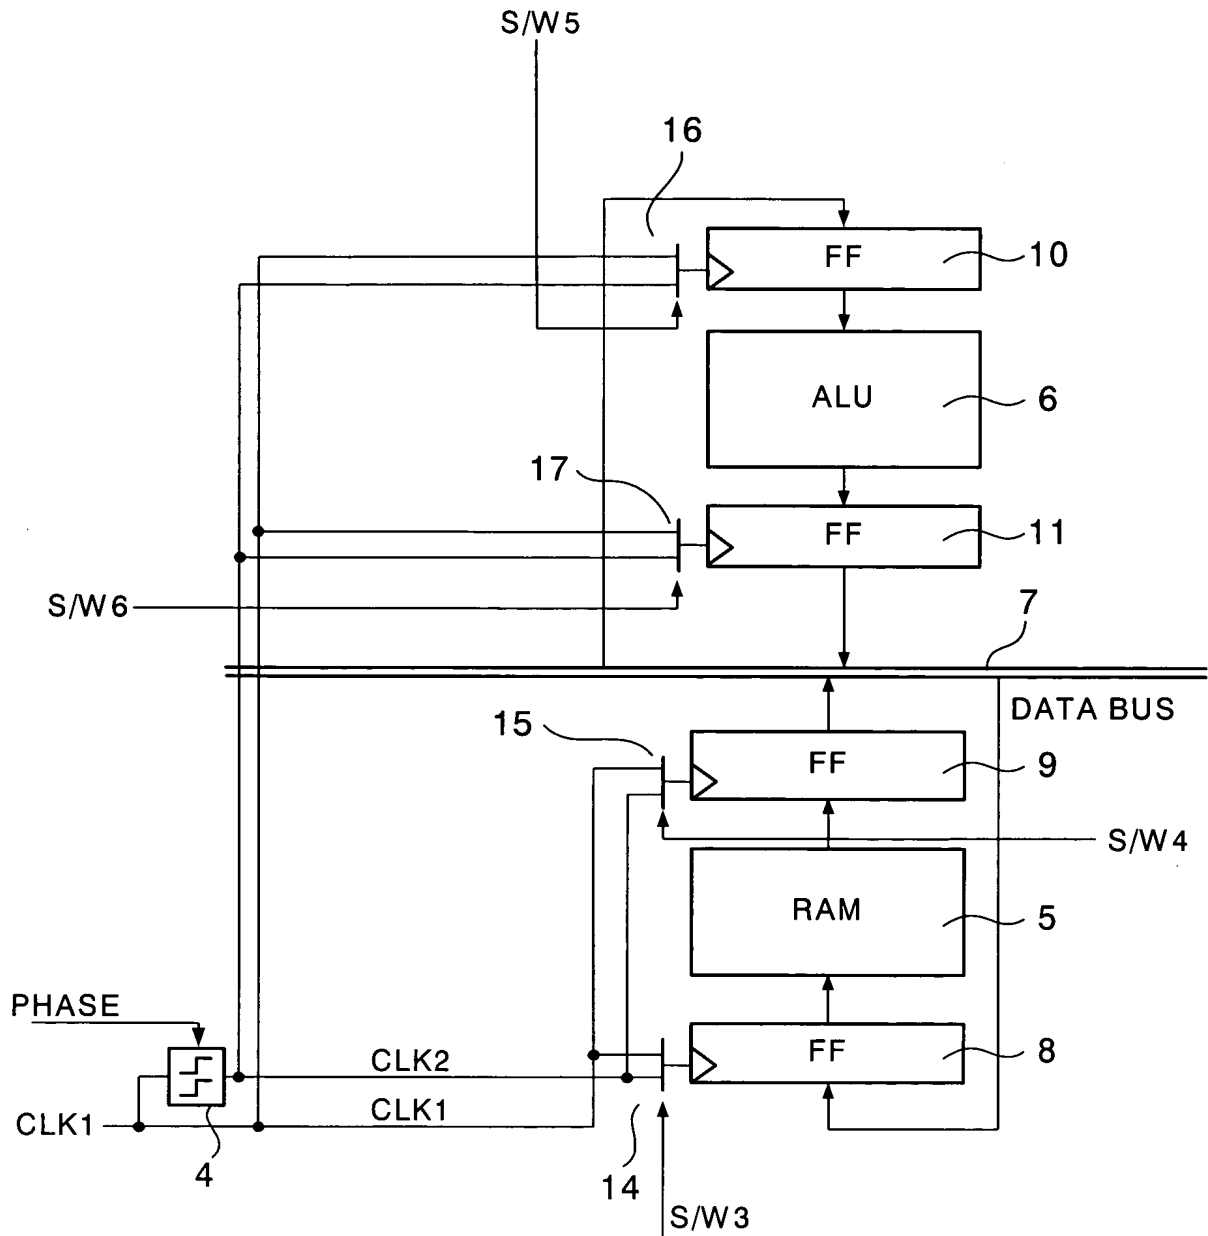 S/W5
16
FF
10
ALU
6
17
FF
11
S/W6
7
DATA BUS
15
FF
9
S/W4
RAM
5
PHASE
FF
8
CLK2
CLK1
CLK1
4
14
S/W3